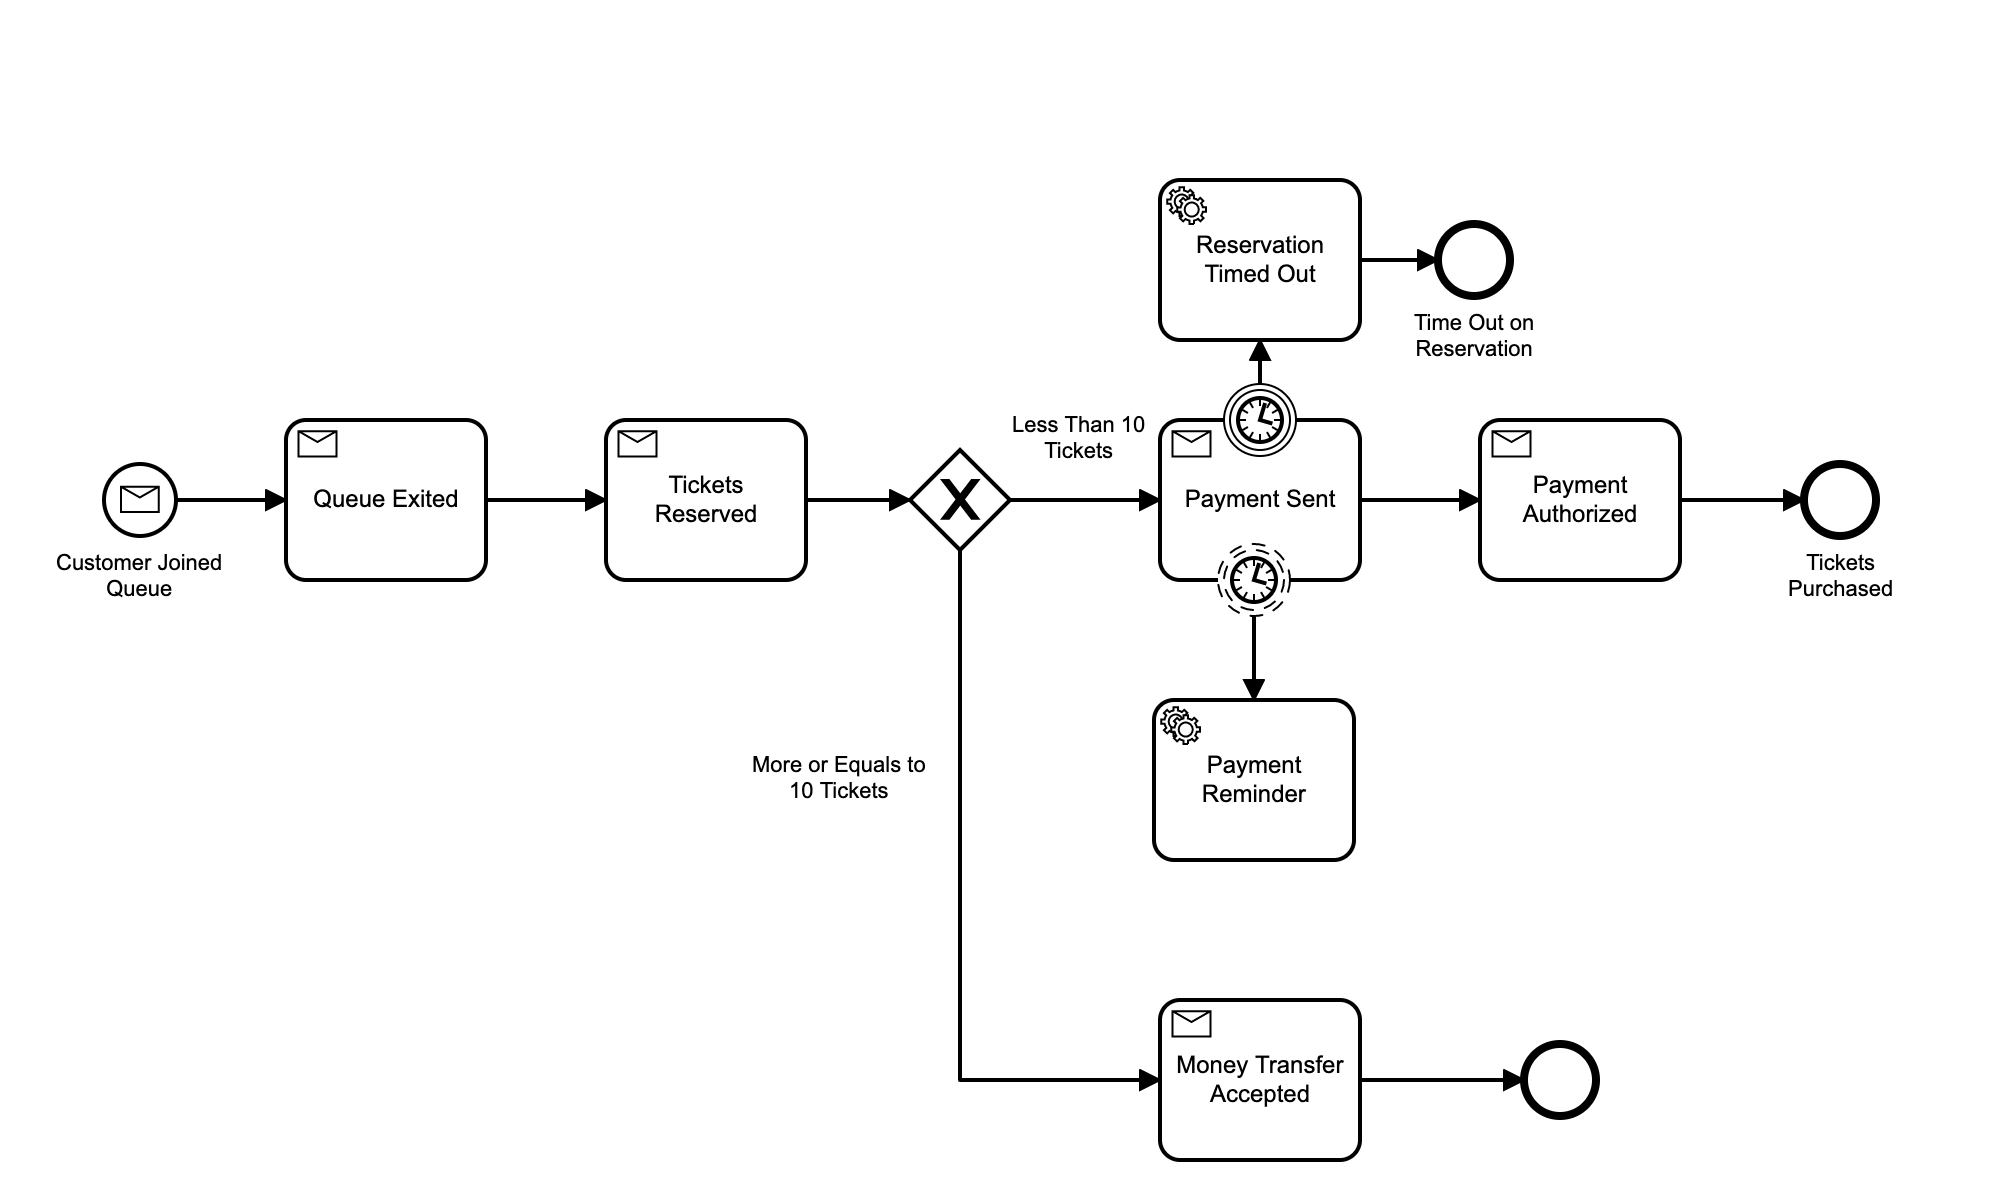 Customer Joined
Queue
Queue Exited
Tickets
Reserved
X
Less Than 10
Tickets
More or Equals to
10 Tickets
Reservation
Timed Out
Time Out on
Reservation
Payment Sent
Payment
Authorized
Tickets
Purchased
Payment
Reminder
Money Transfer
Accepted